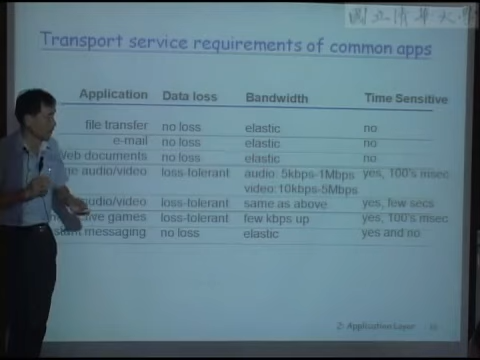 國立清華大學
Transport service requirements of common apps
Application Data loss Bandwidth Time Sensitive
file transfer no loss elastic no
e-mail no loss elastic no
Web documents no loss elastic no
audio/video loss-tolerant audio: 5kbps-1Mbps yes, 100's msec
video:10kbps-5Mbps
audio/video loss-tolerant same as above yes, few secs
games loss-tolerant few kbps up yes, 100's msec
messaging no loss elastic yes and no
2: Application Layer